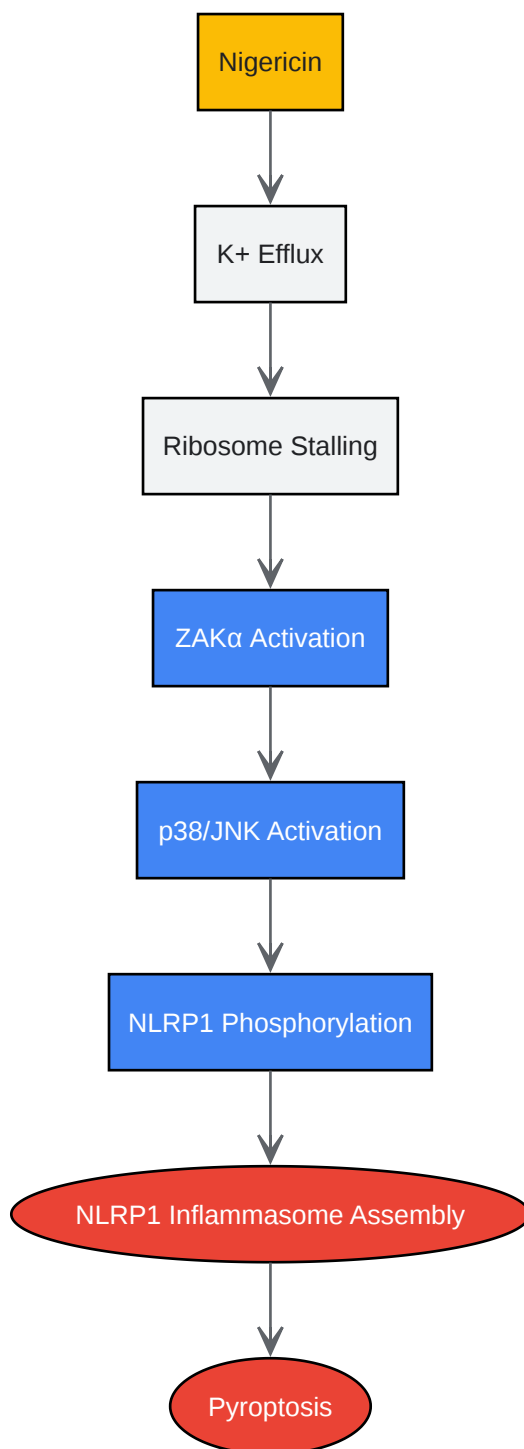 Nigericin
K+ Efflux
Ribosome Stalling
ZAKα Activation
p38/JNK Activation
NLRP1 Phosphorylation
NLRP1 Inflammasome Assembly
Pyroptosis